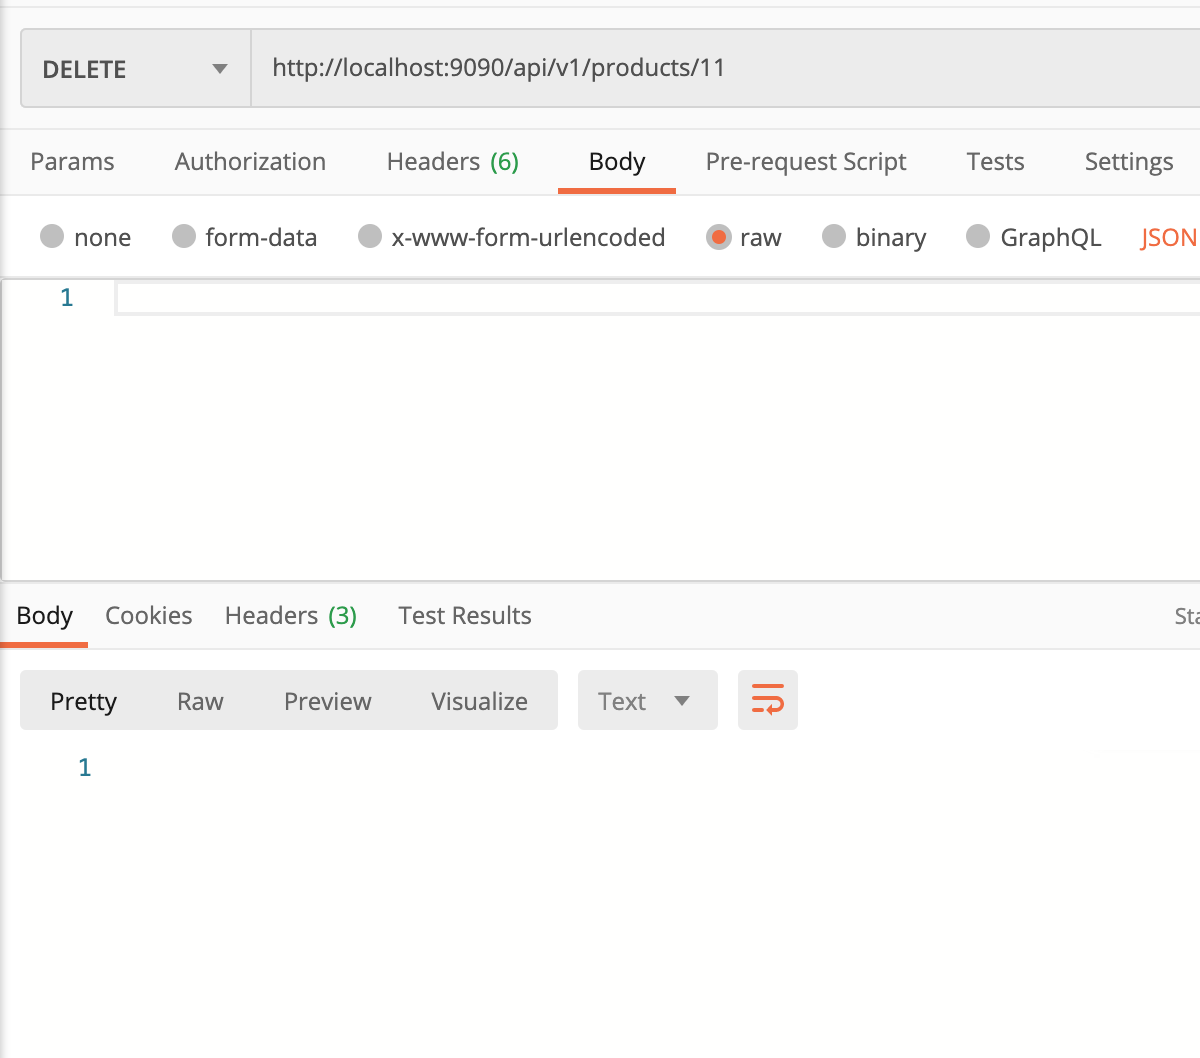 DELETE http://localhost:9090/api/v1/products/11
Params Authorization Headers (6) Body Pre-request Script Tests Settings
none form-data x-www-form-urlencoded raw binary GraphQL JSON
1
Body Cookies Headers (3) Test Results Sta
Pretty Raw Preview Visualize Text
1